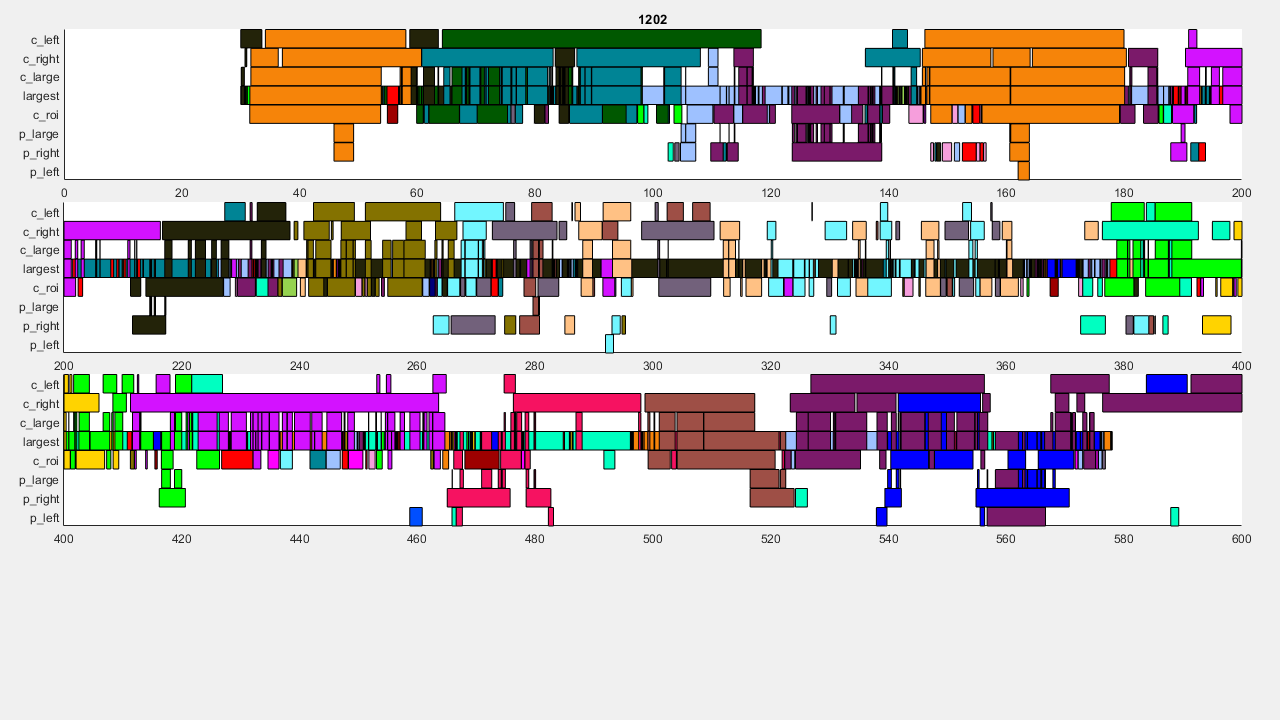 1202
c_left
c_right
c_large
largest
c_roi
p_large
p_right
p_left
0 20 40 60 80 100 120 140 160 180 200
c_left
c_right
c_large
largest
c_roi
p_large
p_right
p_left
200 220 240 260 280 300 320 340 360 380 400
c_left
c_right
c_large
largest
c_roi
p_large
p_right
p_left
400 420 440 460 480 500 520 540 560 580 600